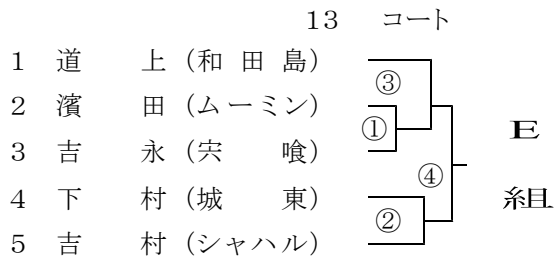 13 コート
1 道 上 (和 田 島)
③
2 濱 田 (ムーミン)
①
3 吉 永 (宍 喰)
E
④
4 下 村 (城 東)
組
②
5 吉 村 (シャハル)